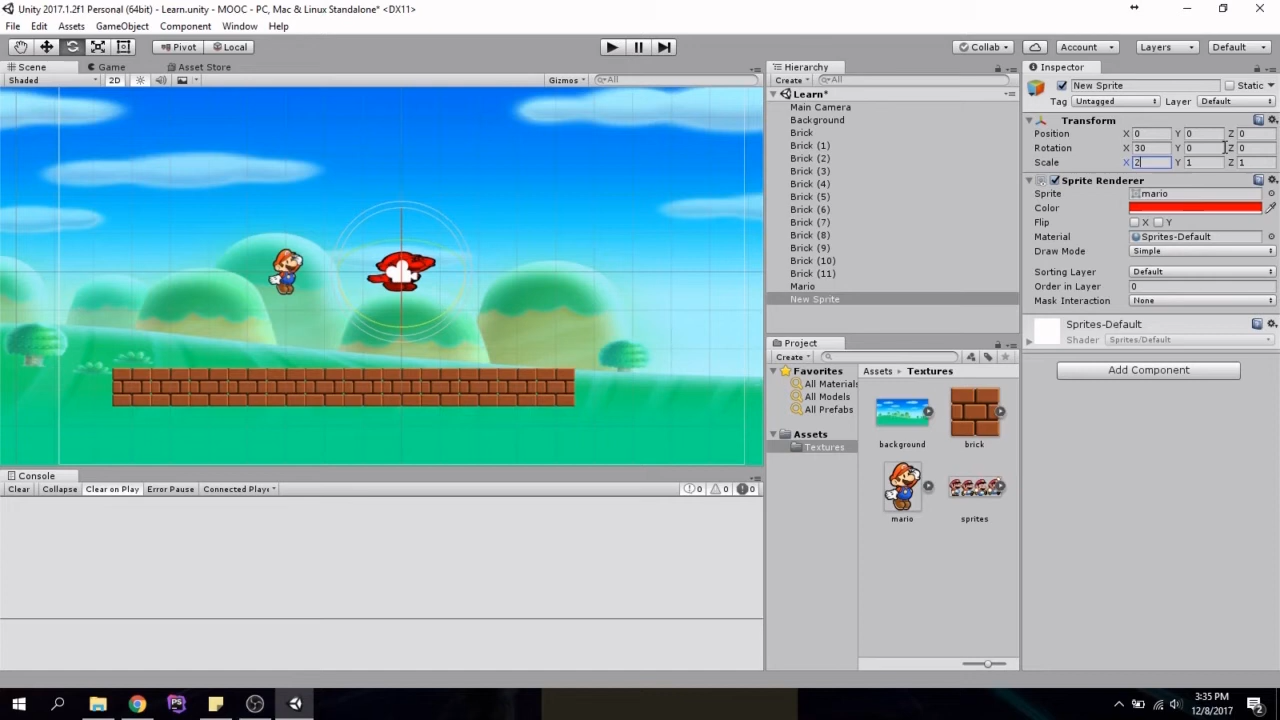 Unity 2017.1.2f1 Personal (64bit) - Learn.unity - MOOC - PC, Mac & Linux Standalone* <DX11>
File Edit Assets GameObject Component Window Help
Pivot Local Collab Account Layers Default
Scene Game Asset Store
Shaded 2D Gizmos All
Hierarchy
Create All
Learn*
Main Camera
Background
Brick
Brick (1)
Brick (2)
Brick (3)
Brick (4)
Brick (5)
Brick (6)
Brick (7)
Brick (8)
Brick (9)
Brick (10)
Brick (11)
Mario
New Sprite
Project
Create
Favorites
All Materials
All Models
All Prefabs
Assets
Textures
Assets ▸ Textures
background
brick
mario
sprites
Inspector
New Sprite Static
Tag Untagged Layer Default
Transform
Position X 0 Y 0 Z 0
Rotation X 30 Y 0 Z 0
Scale X 2 Y 1 Z 1
Sprite Renderer
Sprite mario
Color
Flip X Y
Material Sprites-Default
Draw Mode Simple
Sorting Layer Default
Order in Layer 0
Mask Interaction None
Sprites-Default
Shader Sprites/Default
Add Component
Console
Clear Collapse Clear on Play Error Pause Connected Playe 0 0 0
PS
3:35 PM
12/8/2017
2